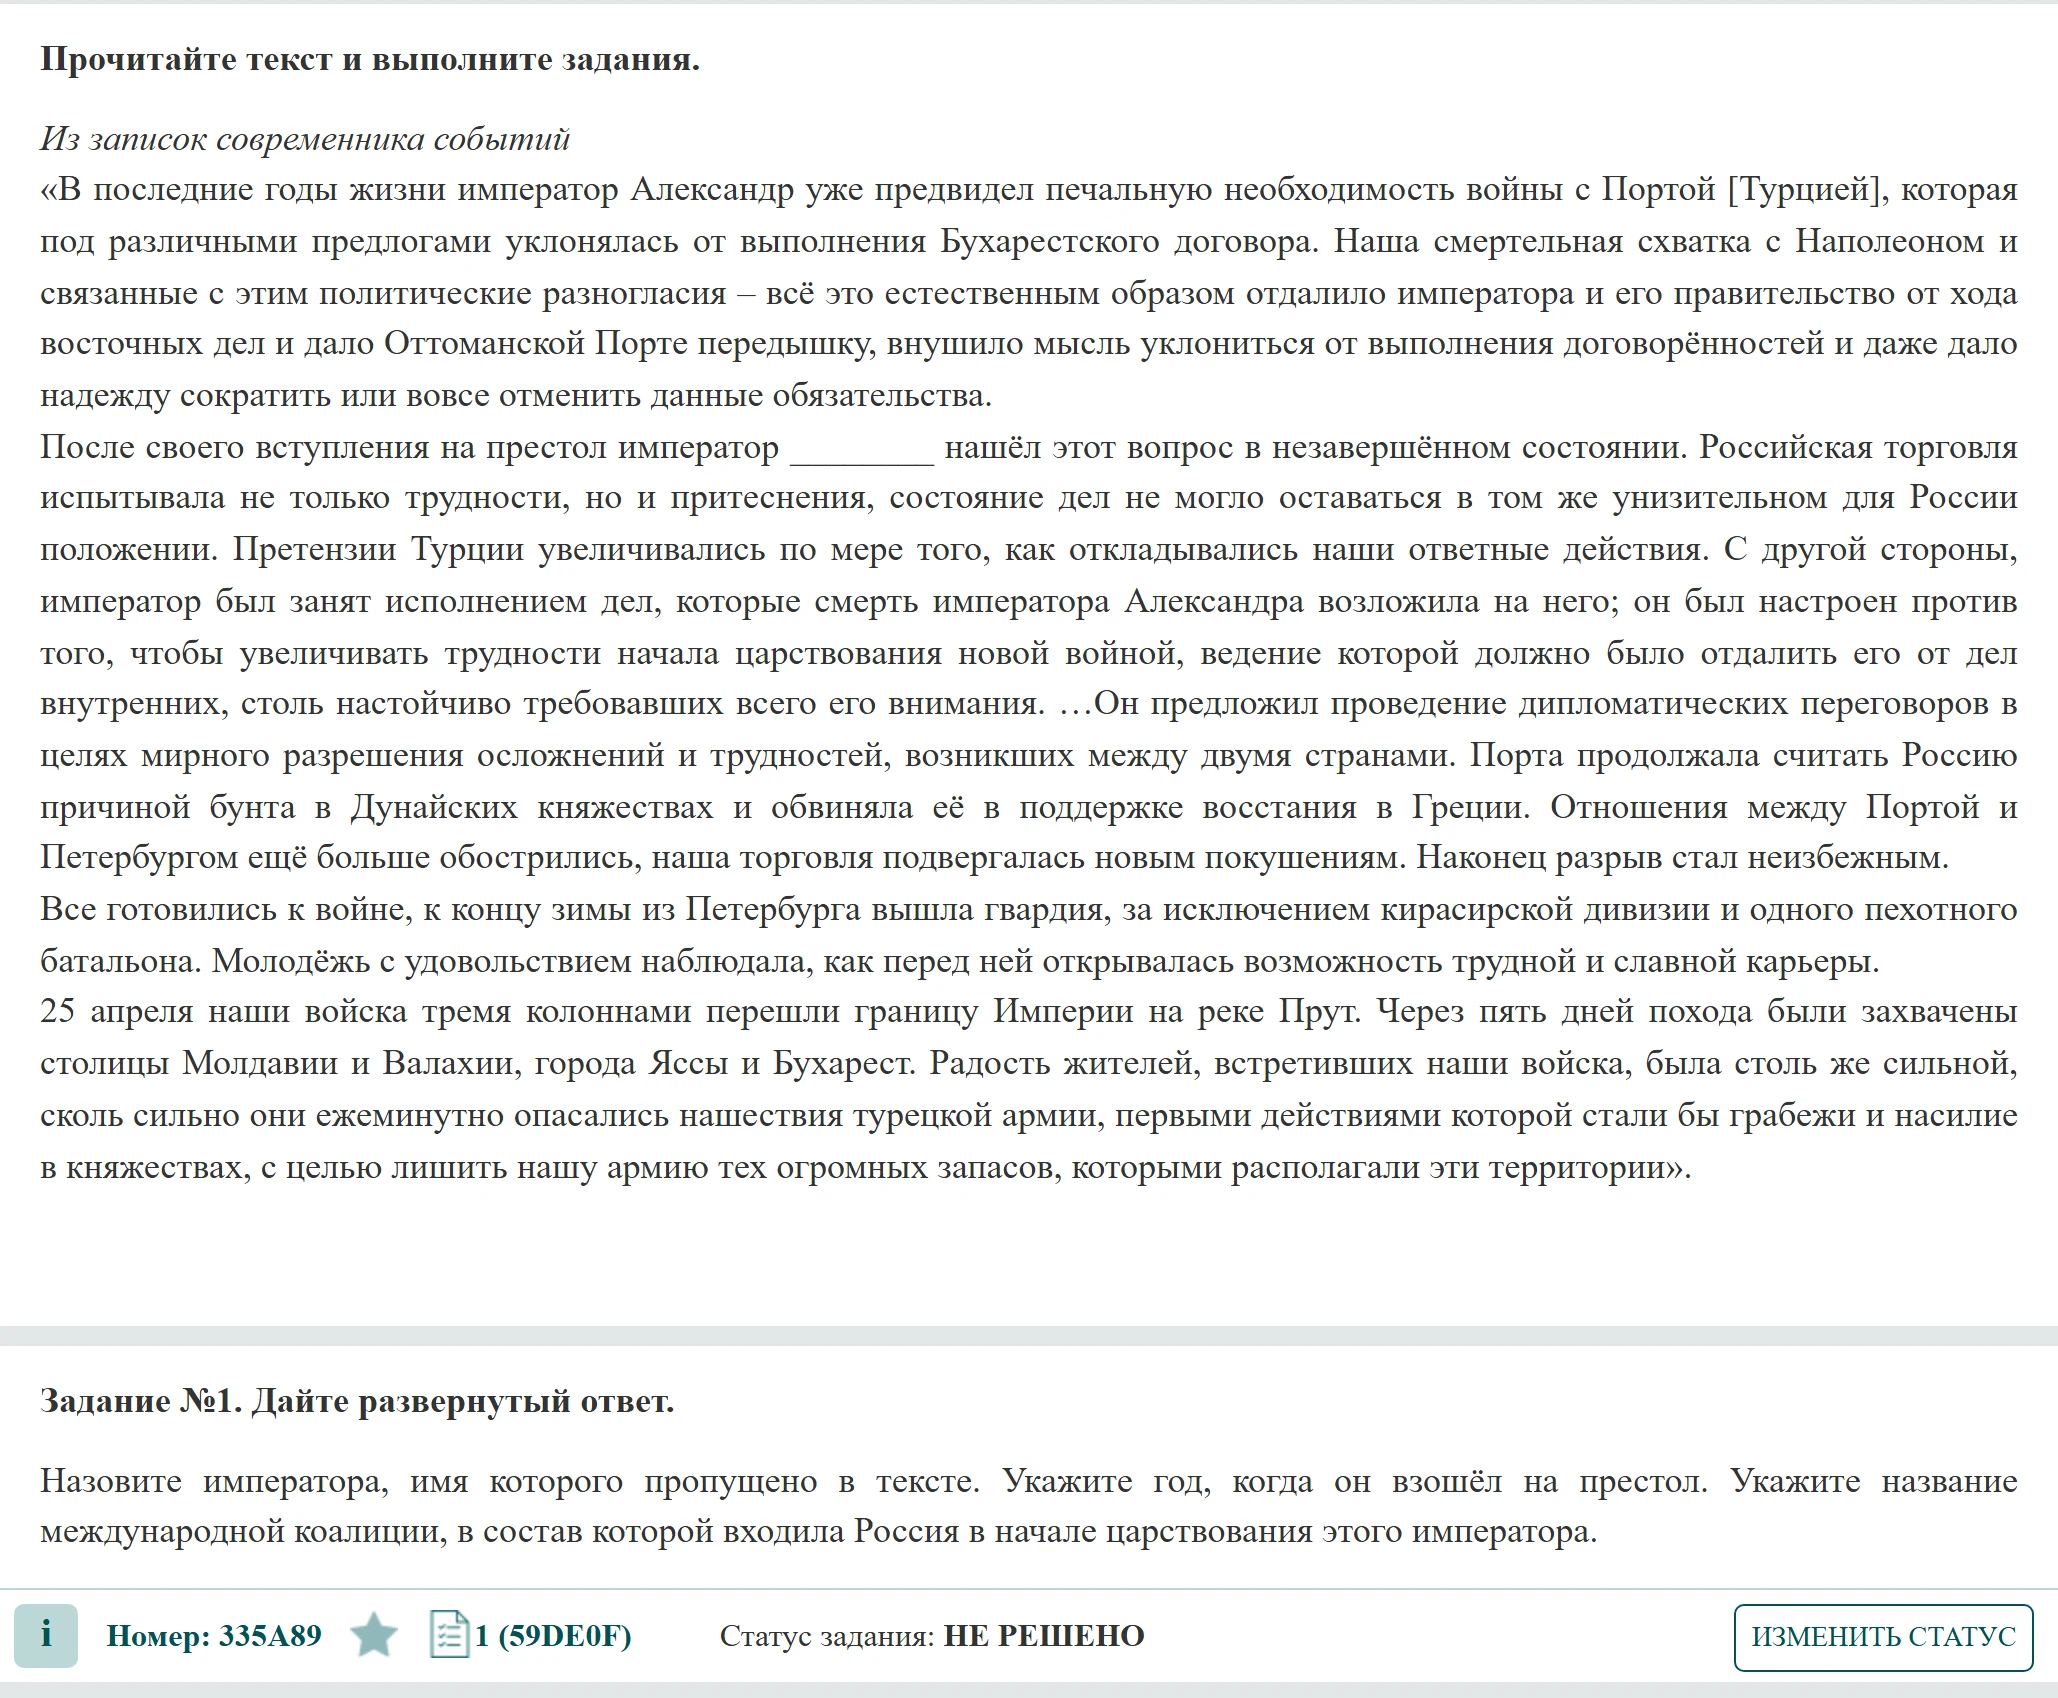 Прочитайте текст и выполните задания.
Из записок современника событий
«В последние годы жизни император Александр уже предвидел печальную необходимость войны с Портой [Турцией], которая
под различными предлогами уклонялась от выполнения Бухарестского договора. Наша смертельная схватка с Наполеоном и
связанные с этим политические разногласия – всё это естественным образом отдалило императора и его правительство от хода
восточных дел и дало Оттоманской Порте передышку, внушило мысль уклониться от выполнения договорённостей и даже дало
надежду сократить или вовсе отменить данные обязательства.
После своего вступления на престол император ________ нашёл этот вопрос в незавершённом состоянии. Российская торговля
испытывала не только трудности, но и притеснения, состояние дел не могло оставаться в том же унизительном для России
положении. Претензии Турции увеличивались по мере того, как откладывались наши ответные действия. С другой стороны,
император был занят исполнением дел, которые смерть императора Александра возложила на него; он был настроен против
того, чтобы увеличивать трудности начала царствования новой войной, ведение которой должно было отдалить его от дел
внутренних, столь настойчиво требовавших всего его внимания. …Он предложил проведение дипломатических переговоров в
целях мирного разрешения осложнений и трудностей, возникших между двумя странами. Порта продолжала считать Россию
причиной бунта в Дунайских княжествах и обвиняла её в поддержке восстания в Греции. Отношения между Портой и
Петербургом ещё больше обострились, наша торговля подвергалась новым покушениям. Наконец разрыв стал неизбежным.
Все готовились к войне, к концу зимы из Петербурга вышла гвардия, за исключением кирасирской дивизии и одного пехотного
батальона. Молодёжь с удовольствием наблюдала, как перед ней открывалась возможность трудной и славной карьеры.
25 апреля наши войска тремя колоннами перешли границу Империи на реке Прут. Через пять дней похода были захвачены
столицы Молдавии и Валахии, города Яссы и Бухарест. Радость жителей, встретивших наши войска, была столь же сильной,
сколь сильно они ежеминутно опасались нашествия турецкой армии, первыми действиями которой стали бы грабежи и насилие
в княжествах, с целью лишить нашу армию тех огромных запасов, которыми располагали эти территории».
Задание №1. Дайте развернутый ответ.
Назовите императора, имя которого пропущено в тексте. Укажите год, когда он взошёл на престол. Укажите название
международной коалиции, в состав которой входила Россия в начале царствования этого императора.
i Номер: 335A89 1 (59DE0F) Статус задания: НЕ РЕШЕНО ИЗМЕНИТЬ СТАТУС